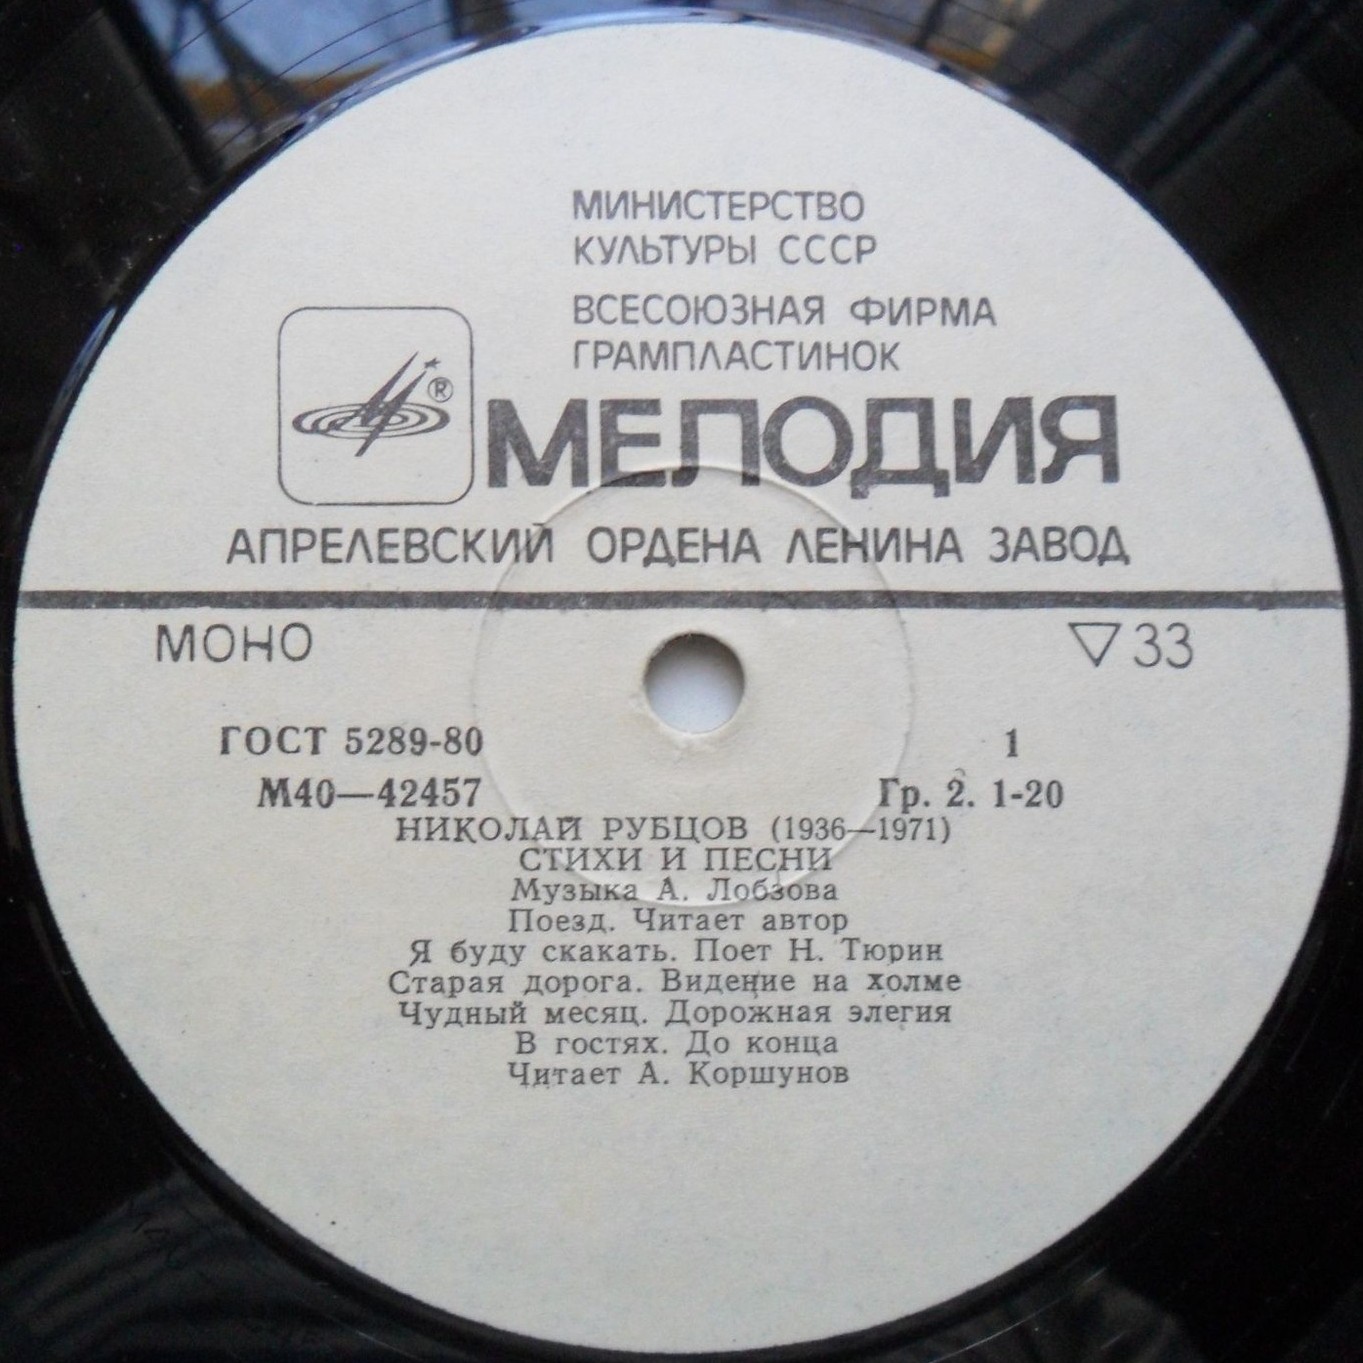 МИНИСТЕРСТВО
КУЛЬТУРЫ СССР
ВСЕСОЮЗНАЯ ФИРМА
ГРАМПЛАСТИНОК
®
МЕЛОДИЯ
АПРЕЛЕВСКИЙ ОРДЕНА ЛЕНИНА ЗАВОД
МОНО ▽33
ГОСТ 5289-80 1
М40—42457 Гр. 2. 1-20
НИКОЛАЙ РУБЦОВ (1936—1971)
СТИХИ И ПЕСНИ
Музыка А. Лобзова
Поезд. Читает автор
Я буду скакать. Поет Н. Тюрин
Старая дорога. Видение на холме
Чудный месяц. Дорожная элегия
В гостях. До конца
Читает А. Коршунов